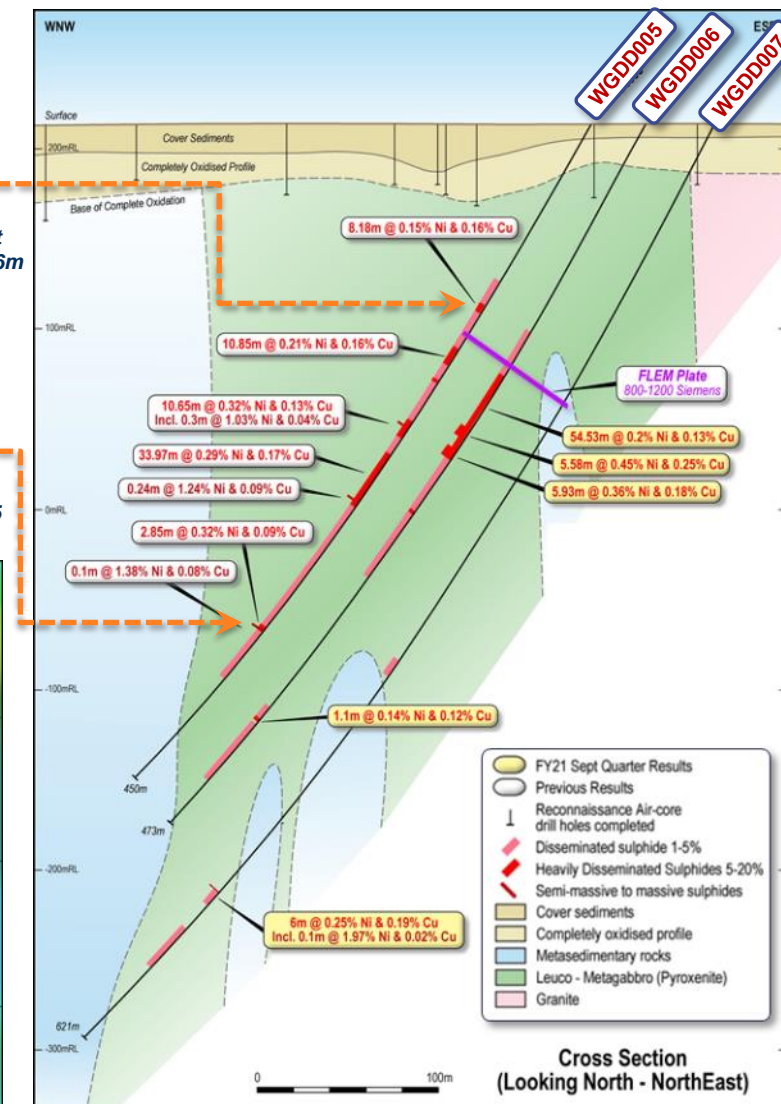 WNW
WGDD005
WGDD006
WGDD007
Surface
200mRL
Cover Sediments
Completely Oxidised Profile
Base of Complete Oxidation
6m
8.18m @ 0.15% Ni & 0.16% Cu
100mRL
10.85m @ 0.21% Ni & 0.16% Cu
FLEM Plate
800-1200 Siemens
10.65m @ 0.32% Ni & 0.13% Cu
Incl. 0.3m @ 1.03% Ni & 0.04% Cu
54.53m @ 0.2% Ni & 0.13% Cu
33.97m @ 0.29% Ni & 0.17% Cu
5.58m @ 0.45% Ni & 0.25% Cu
0.24m @ 1.24% Ni & 0.09% Cu
5.93m @ 0.36% Ni & 0.18% Cu
0mRL
2.85m @ 0.32% Ni & 0.09% Cu
0.1m @ 1.38% Ni & 0.08% Cu
-100mRL
1.1m @ 0.14% Ni & 0.12% Cu
450m
473m
-200mRL
6m @ 0.25% Ni & 0.19% Cu
Incl. 0.1m @ 1.97% Ni & 0.02% Cu
621m
-300mRL
FY21 Sept Quarter Results
Previous Results
Reconnaissance Air-core
drill holes completed
Disseminated sulphide 1-5%
Heavily Disseminated Sulphides 5-20%
Semi-massive to massive sulphides
Cover sediments
Completely oxidised profile
Metasedimentary rocks
Leuco - Metagabbro (Pyroxenite)
Granite
0 100m
Cross Section
(Looking North - NorthEast)